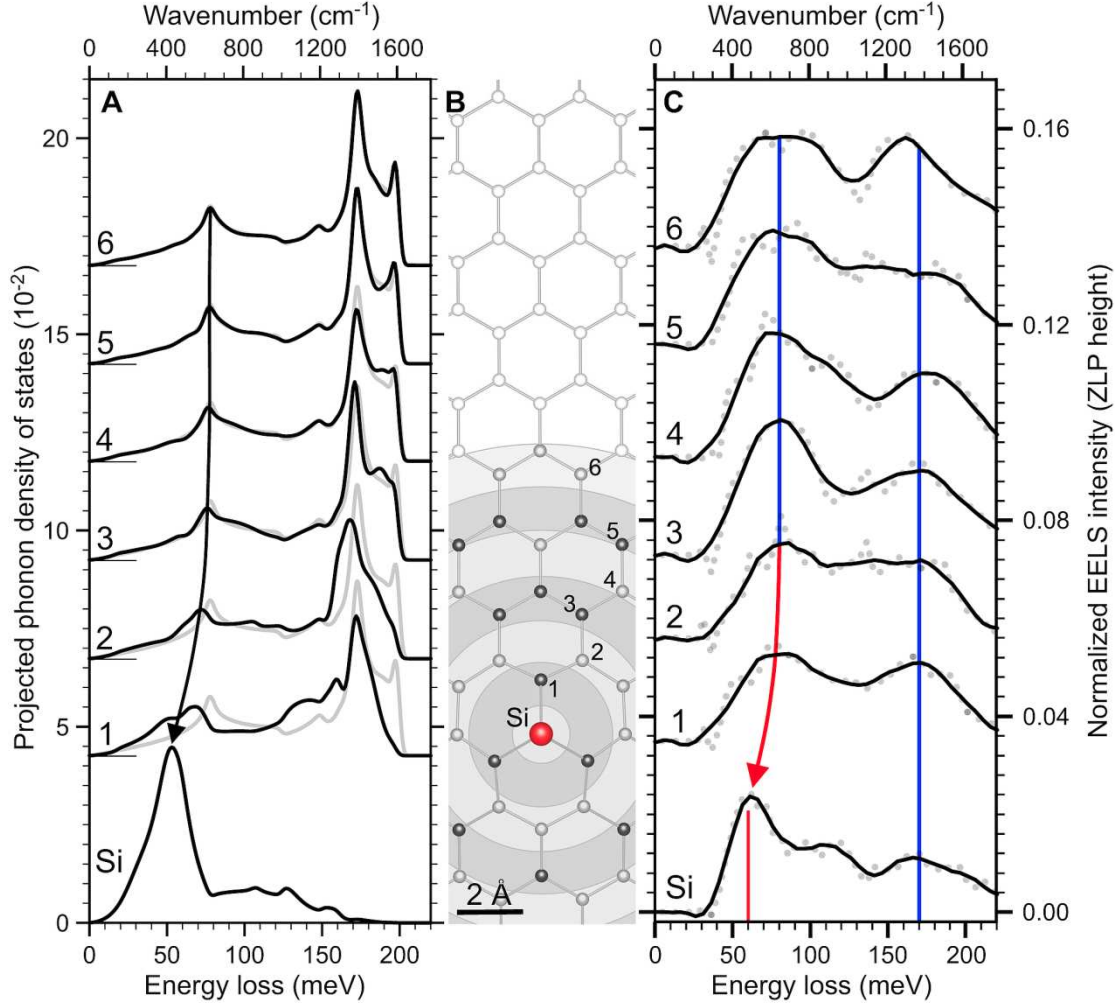 Wavenumber (cm-1)
0 400 800 1200 1600
A
Projected phonon density of states (10-2)
20
15
10
5
0
6
5
4
3
2
1
Si
0 50 100 150 200
Energy loss (meV)
B
6
5
4
3
2
1
Si
2 Å
Wavenumber (cm-1)
0 400 800 1200 1600
C
6
5
4
3
2
1
Si
0.16
0.12
0.08
0.04
0.00
Normalized EELS intensity (ZLP height)
0 50 100 150 200
Energy loss (meV)